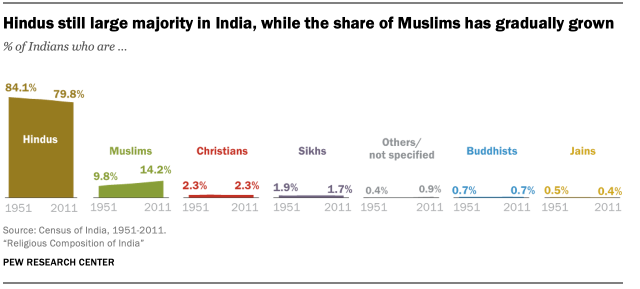 Hindus still large majority in India, while the share of Muslims has gradually grown
% of Indians who are ...
84.1% 79.8%
Hindus
1951 2011
Muslims
9.8% 14.2%
1951 2011
Christians
2.3% 2.3%
1951 2011
Sikhs
1.9% 1.7%
1951 2011
Others/
not specified
0.4% 0.9%
1951 2011
Buddhists
0.7% 0.7%
1951 2011
Jains
0.5% 0.4%
1951 2011
Source: Census of India, 1951-2011.
“Religious Composition of India”
PEW RESEARCH CENTER